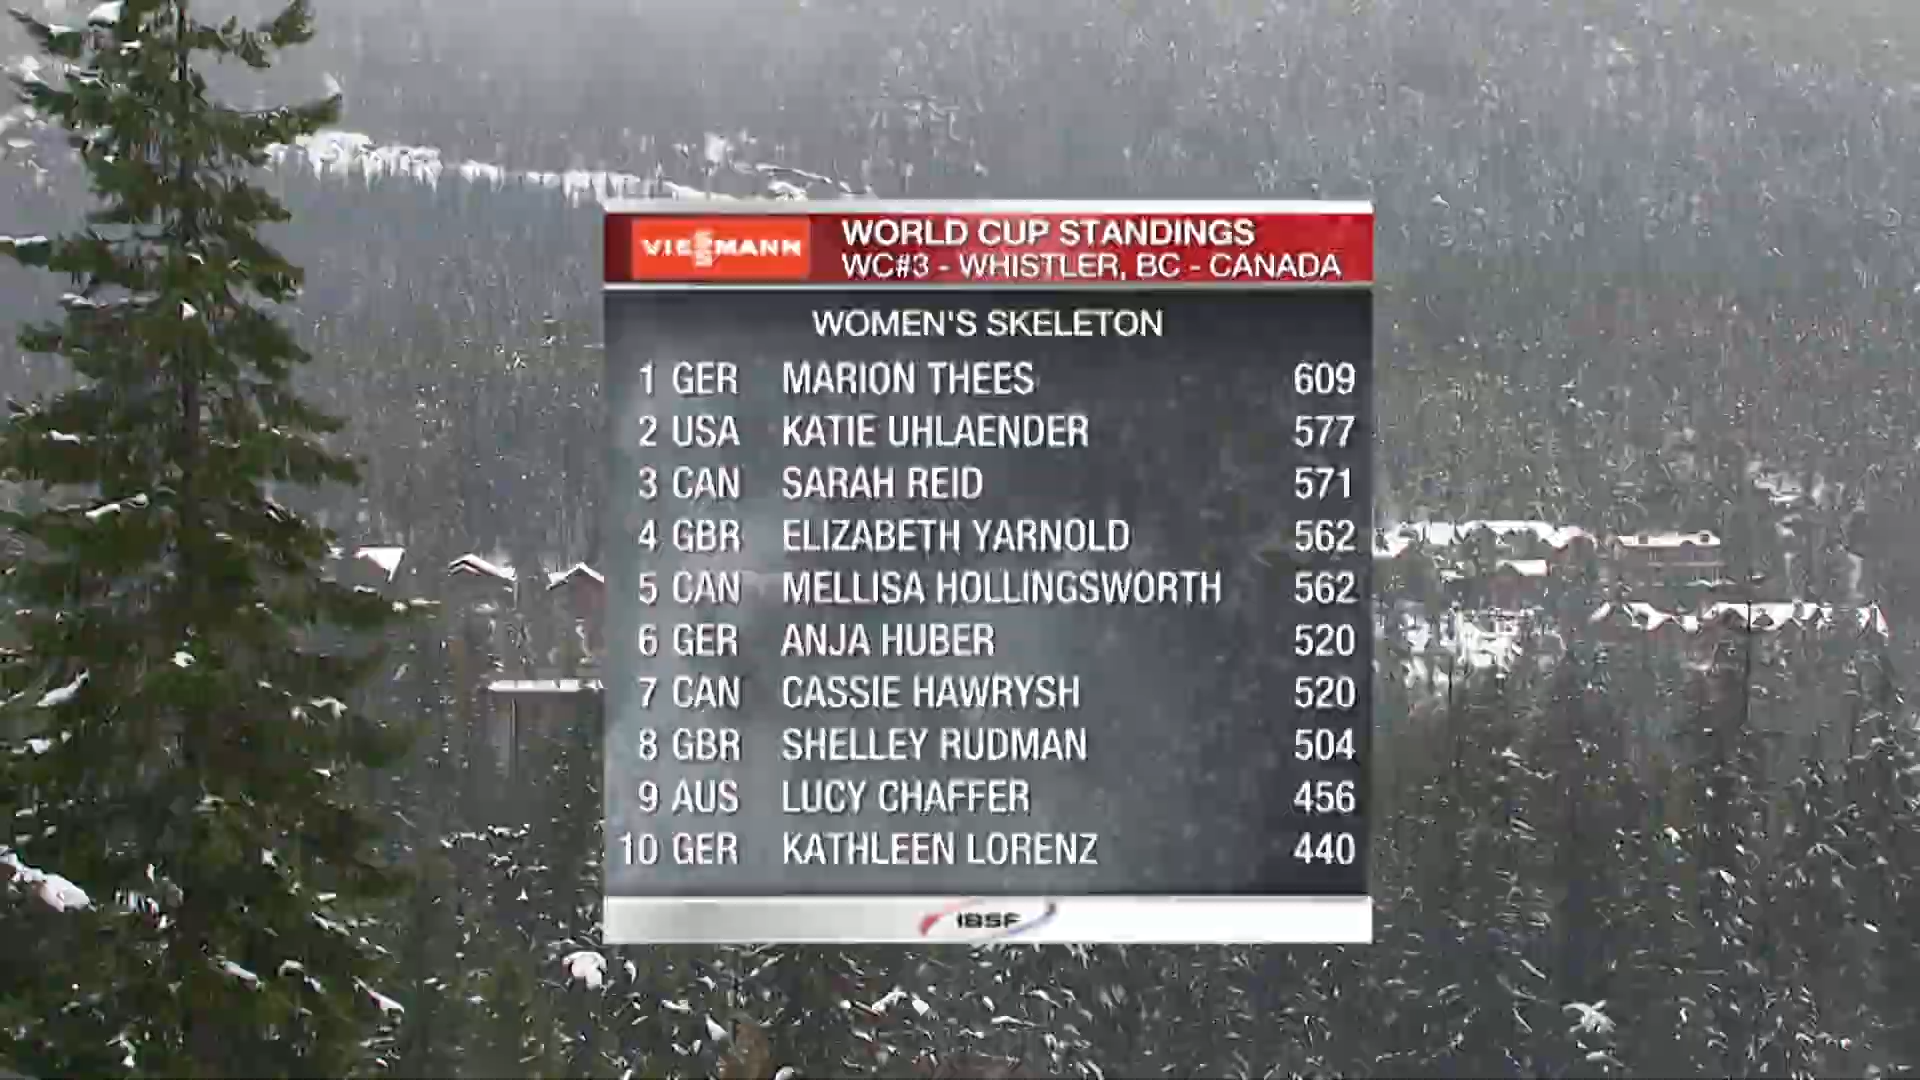 VIESSMANN
WORLD CUP STANDINGS
WC#3 - WHISTLER, BC - CANADA
WOMEN'S SKELETON
1 GER MARION THEES 609
2 USA KATIE UHLAENDER 577
3 CAN SARAH REID 571
4 GBR ELIZABETH YARNOLD 562
5 CAN MELLISA HOLLINGSWORTH 562
6 GER ANJA HUBER 520
7 CAN CASSIE HAWRYSH 520
8 GBR SHELLEY RUDMAN 504
9 AUS LUCY CHAFFER 456
10 GER KATHLEEN LORENZ 440
IBSF